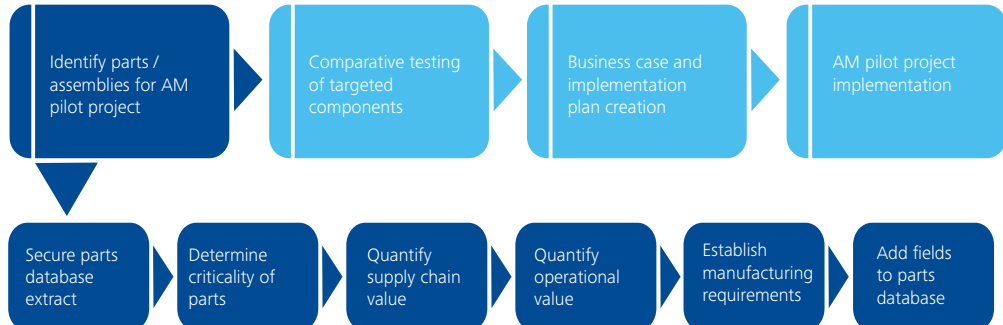 Identify parts /
assemblies for AM
pilot project
Comparative testing
of targeted
components
Business case and
implementation
plan creation
AM pilot project
implementation
Secure parts
database
extract
Determine
criticality of
parts
Quantify
supply chain
value
Quantify
operational
value
Establish
manufacturing
requirements
Add fields
to parts
database